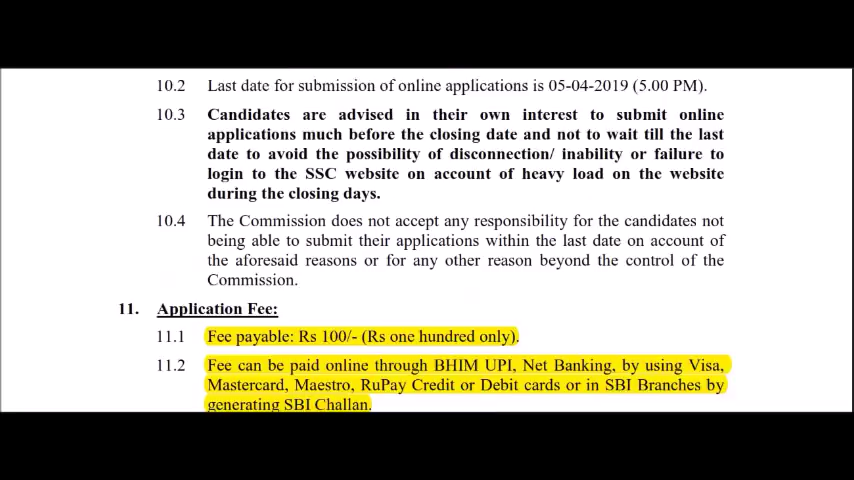 10.2 Last date for submission of online applications is 05-04-2019 (5.00 PM).
10.3 Candidates are advised in their own interest to submit online
applications much before the closing date and not to wait till the last
date to avoid the possibility of disconnection/ inability or failure to
login to the SSC website on account of heavy load on the website
during the closing days.
10.4 The Commission does not accept any responsibility for the candidates not
being able to submit their applications within the last date on account of
the aforesaid reasons or for any other reason beyond the control of the
Commission.
11. Application Fee:
11.1 Fee payable: Rs 100/- (Rs one hundred only).
11.2 Fee can be paid online through BHIM UPI, Net Banking, by using Visa,
Mastercard, Maestro, RuPay Credit or Debit cards or in SBI Branches by
generating SBI Challan.